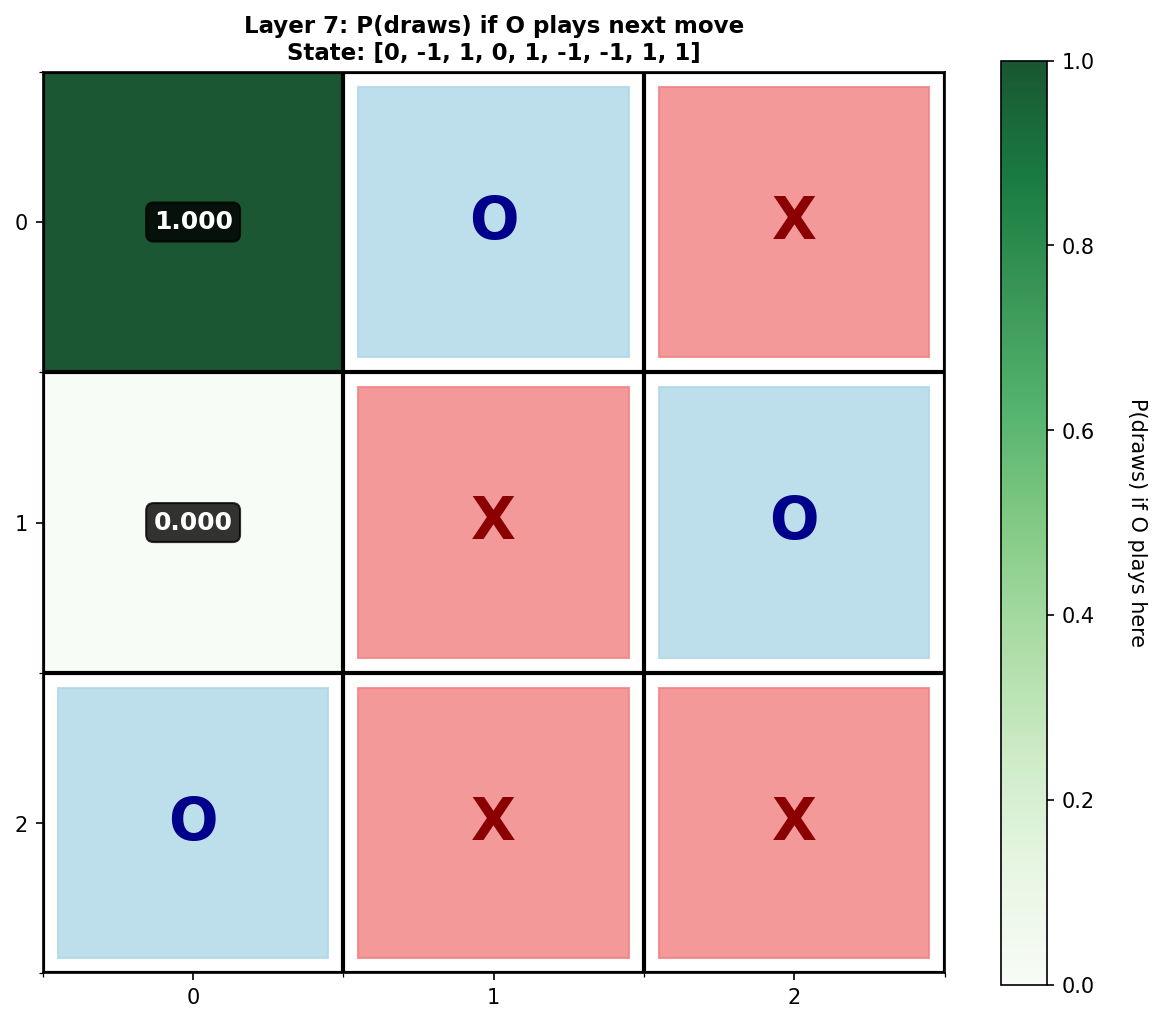 Layer 7: P(draws) if O plays next move
State: [0, -1, 1, 0, 1, -1, -1, 1, 1]
0
1.000
O
X
1
0.000
X
O
2
O
X
X
0
1
2
1.0
0.8
0.6
0.4
0.2
0.0
P(draws) if O plays here